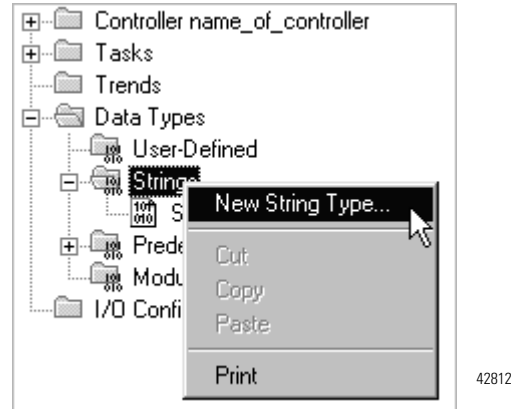 Controller name_of_controller
Tasks
Trends
Data Types
User-Defined
Strings
S
New String Type...
Prede
Cut
Modu
Copy
I/O Confi
Paste
Print
42812